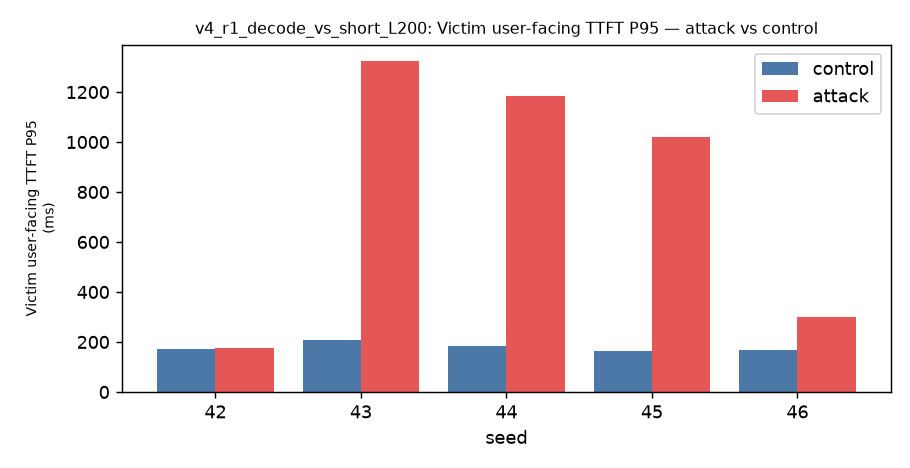 v4_r1_decode_vs_short_L200: Victim user-facing TTFT P95 — attack vs control
control
attack
Victim user-facing TTFT P95
(ms)
1200
1000
800
600
400
200
0
42 43 44 45 46
seed